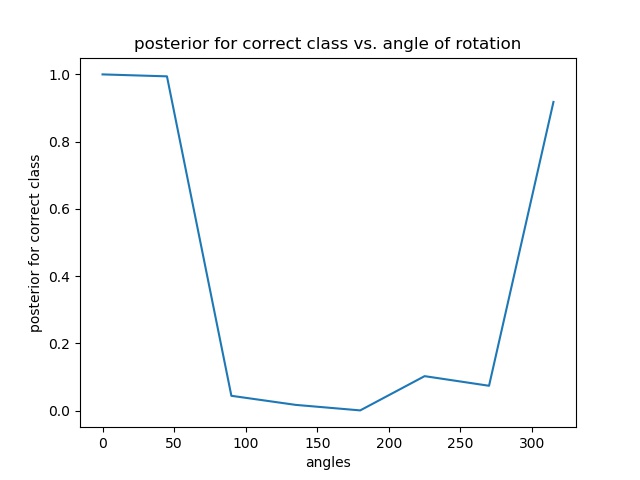 posterior for correct class vs. angle of rotation
posterior for correct class
1.0
0.8
0.6
0.4
0.2
0.0
0 50 100 150 200 250 300
angles